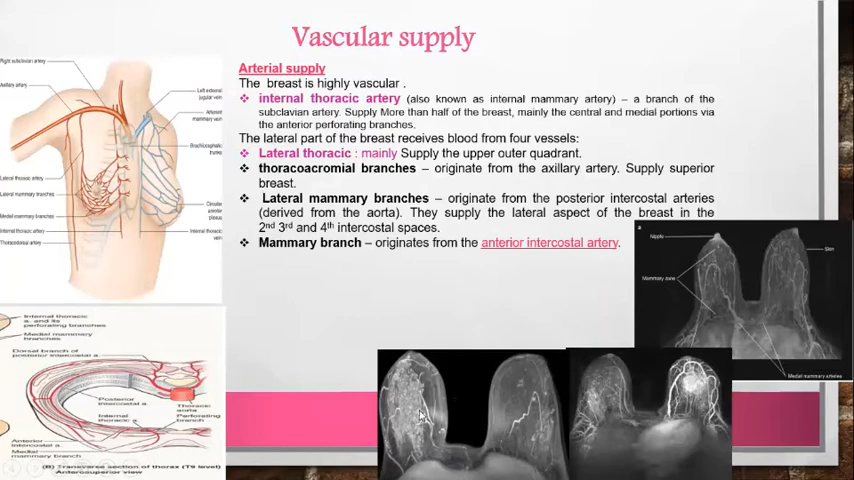 Vascular supply
Arterial supply
The breast is highly vascular .
❖ internal thoracic artery (also known as internal mammary artery) – a branch of the
subclavian artery. Supply More than half of the breast, mainly the central and medial portions via
the anterior perforating branches.
The lateral part of the breast receives blood from four vessels:
❖ Lateral thoracic : mainly Supply the upper outer quadrant.
❖ thoracoacromial branches – originate from the axillary artery. Supply superior
breast.
❖ Lateral mammary branches – originate from the posterior intercostal arteries
(derived from the aorta). They supply the lateral aspect of the breast in the
2nd 3rd and 4th intercostal spaces.
❖ Mammary branch – originates from the anterior intercostal artery.
Right subclavian artery
Axillary artery
Left external
jugular vein
mammary vein
Brachiocephalic
Lateral thoracic
artery
Lateral mammary
branches
Medial mammary
branches
Internal thoracic
artery
Thoracodorsal artery
Circular
plexus
Internal thoracic
vein
Internal thoracic
a. and its
perforating branches
Medial mammary
branches
Dorsal branch of
posterior intercostal a.
Posterior
intercostal a.
Thoracic
aorta
Internal
thoracic a.
Perforating
branch
Anterior
intercostal a.
Medial
mammary branch
(B) Transverse section of thorax (T9 level)
Anterosuperior view
a
Nipple
Skin
Mammary zone
Medial mammary arteries